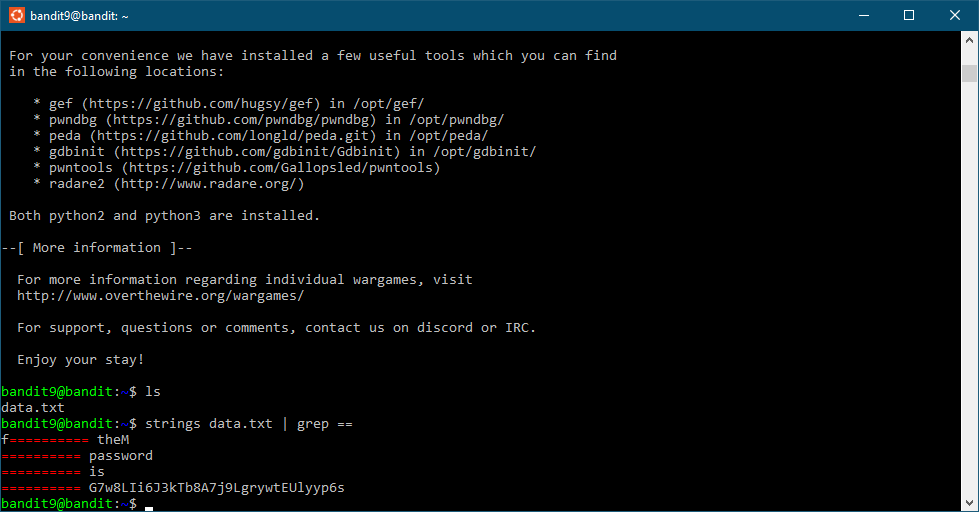 bandit9@bandit: ~
For your convenience we have installed a few useful tools which you can find
in the following locations:
* gef (https://github.com/hugsy/gef) in /opt/gef/
* pwndbg (https://github.com/pwndbg/pwndbg) in /opt/pwndbg/
* peda (https://github.com/longld/peda.git) in /opt/peda/
* gdbinit (https://github.com/gdbinit/Gdbinit) in /opt/gdbinit/
* pwntools (https://github.com/Gallopsled/pwntools)
* radare2 (http://www.radare.org/)
Both python2 and python3 are installed.
--[ More information ]--
For more information regarding individual wargames, visit
http://www.overthewire.org/wargames/
For support, questions or comments, contact us on discord or IRC.
Enjoy your stay!
bandit9@bandit:~$ ls
data.txt
bandit9@bandit:~$ strings data.txt | grep ==
f========== theM
========== password
========== is
========== G7w8LIi6J3kTb8A7j9LgrywtEUlyyp6s
bandit9@bandit:~$